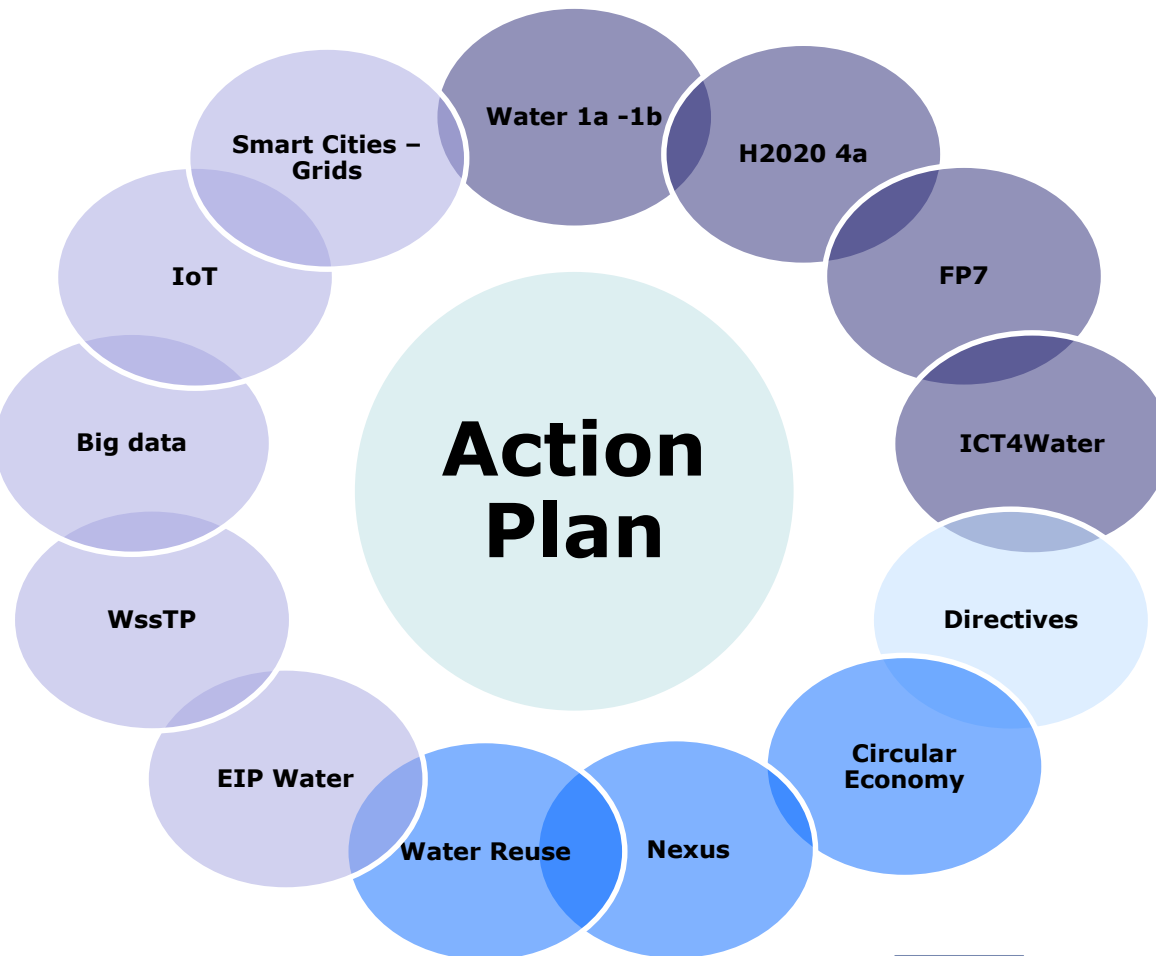 Water 1a -1b
H2020 4a
FP7
ICT4Water
Directives
Circular
Economy
Nexus
Water Reuse
EIP Water
WssTP
Big data
IoT
Smart Cities –
Grids
Action
Plan